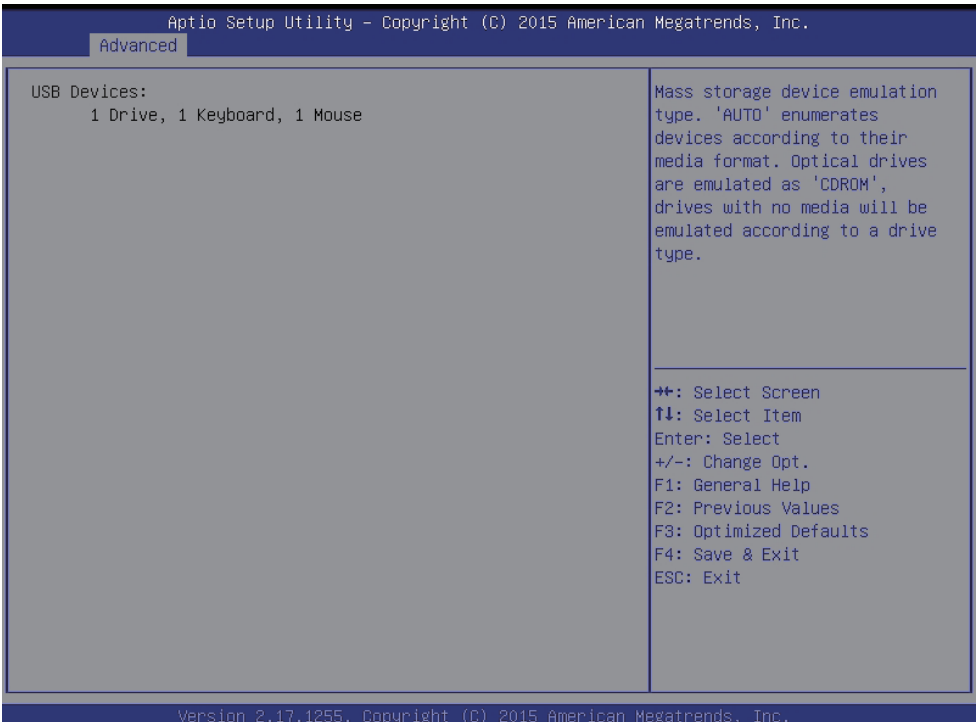 Aptio Setup Utility – Copyright (C) 2015 American Megatrends, Inc.
Advanced
USB Devices:
1 Drive, 1 Keyboard, 1 Mouse
Mass storage device emulation
type. 'AUTO' enumerates
devices according to their
media format. Optical drives
are emulated as 'CDROM',
drives with no media will be
emulated according to a drive
type.
→←: Select Screen
↑↓: Select Item
Enter: Select
+/-: Change Opt.
F1: General Help
F2: Previous Values
F3: Optimized Defaults
F4: Save & Exit
ESC: Exit
Version 2.17.1255. Copyright (C) 2015 American Megatrends, Inc.